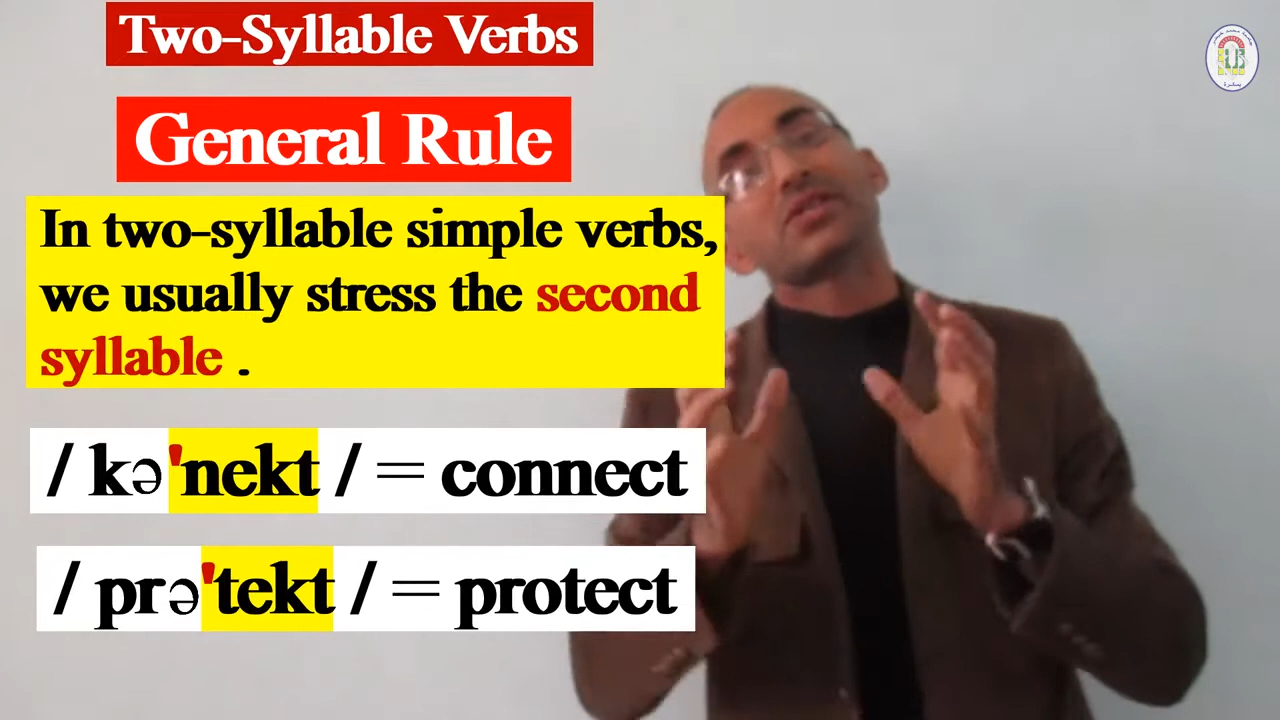 Two-Syllable Verbs
General Rule
In two-syllable simple verbs,
we usually stress the second
syllable .
/ kə'nekt / = connect
/ prə'tekt / = protect